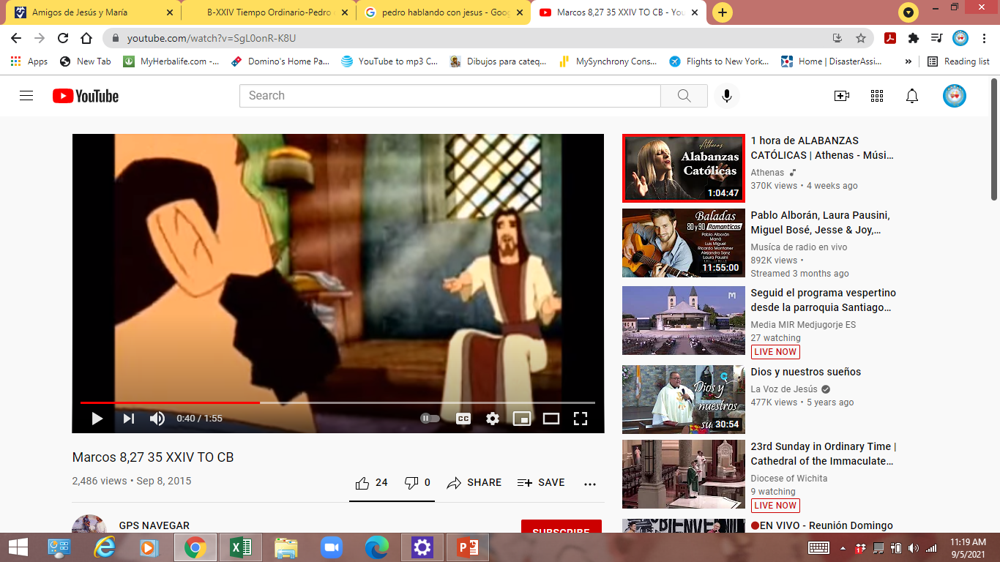 Amigos de Jesús y María
B-XXIV Tiempo Ordinario-Pedro
pedro hablando con jesus - Goog
Marcos 8,27 35 XXIV TO CB - You
youtube.com/watch?v=SgL0onR-K8U
Apps
New Tab
MyHerbalife.com -...
Domino's Home Pa...
YouTube to mp3 C...
Dibujos para cateq...
MySynchrony Cons...
Flights to New York...
Home | DisasterAssi...
»
Reading list
YouTube
Search
Athenas
Alabanzas
Católicas
1:04:47
1 hora de ALABANZAS
CATÓLICAS | Athenas - Músi...
Athenas
370K views • 4 weeks ago
Baladas
80 y 90 Romanticas
Pablo Alborán
Maná
Luis Miguel
Ricardo Montaner
Alejandro Sanz
Laura Pausini
11:55:00
Pablo Alborán, Laura Pausini,
Miguel Bosé, Jesse & Joy,...
Musíca de radio en vivo
892K views •
Streamed 3 months ago
M
Seguid el programa vespertino
desde la parroquia Santiago...
Media MIR Medjugorje ES
27 watching
LIVE NOW
Dios y
nuestros
su
30:54
Dios y nuestros sueños
La Voz de Jesús
477K views • 5 years ago
23rd Sunday in Ordinary Time |
Cathedral of the Immaculate...
Diocese of Wichita
9 watching
LIVE NOW
EN VIVO - Reunión Domingo
0:40 / 1:55
CC
Marcos 8,27 35 XXIV TO CB
2,486 views • Sep 8, 2015
24
0
SHARE
SAVE
...
GPS NAVEGAR
SUBSCRIBE
11:19 AM
9/5/2021